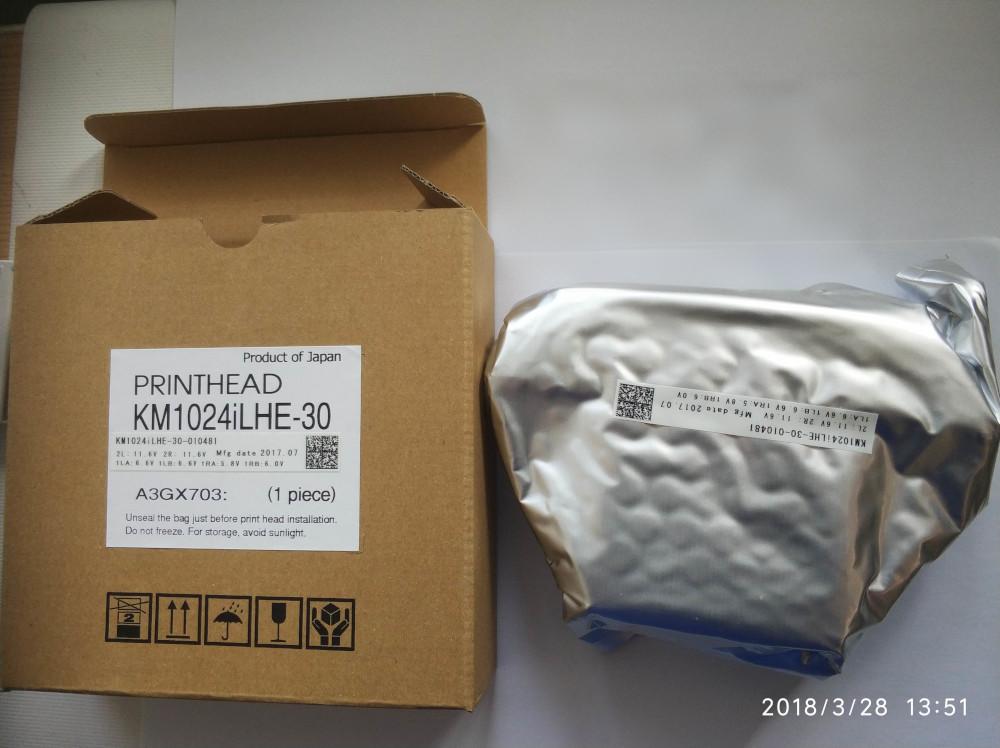 Product of Japan
PRINTHEAD
KM1024iLHE-30
KM1024iLHE-30-010481
2L: 11.6V 2R: 11.6V Mfg date 2017.07
1LA: 6.6V 1LB: 6.6V 1RA: 5.8V 1RB: 6.0V
A3GX703: (1 piece)
Unseal the bag just before print head installation.
Do not freeze. For storage, avoid sunlight.
2
KM1024iLHE-30-010481
2L: 11.6V 2R: 11.6V Mfg date 2017.07
1LA: 6.6V 1LB: 6.6V 1RA: 5.8V 1RB: 6.0V
2018/3/28 13:51